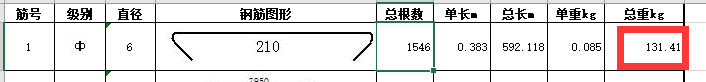 筋号 级别 直径 钢筋图形 总根数 单长m 总长m 单重kg 总重kg
1 Φ 6 210 1546 0.383 592.118 0.085 131.41